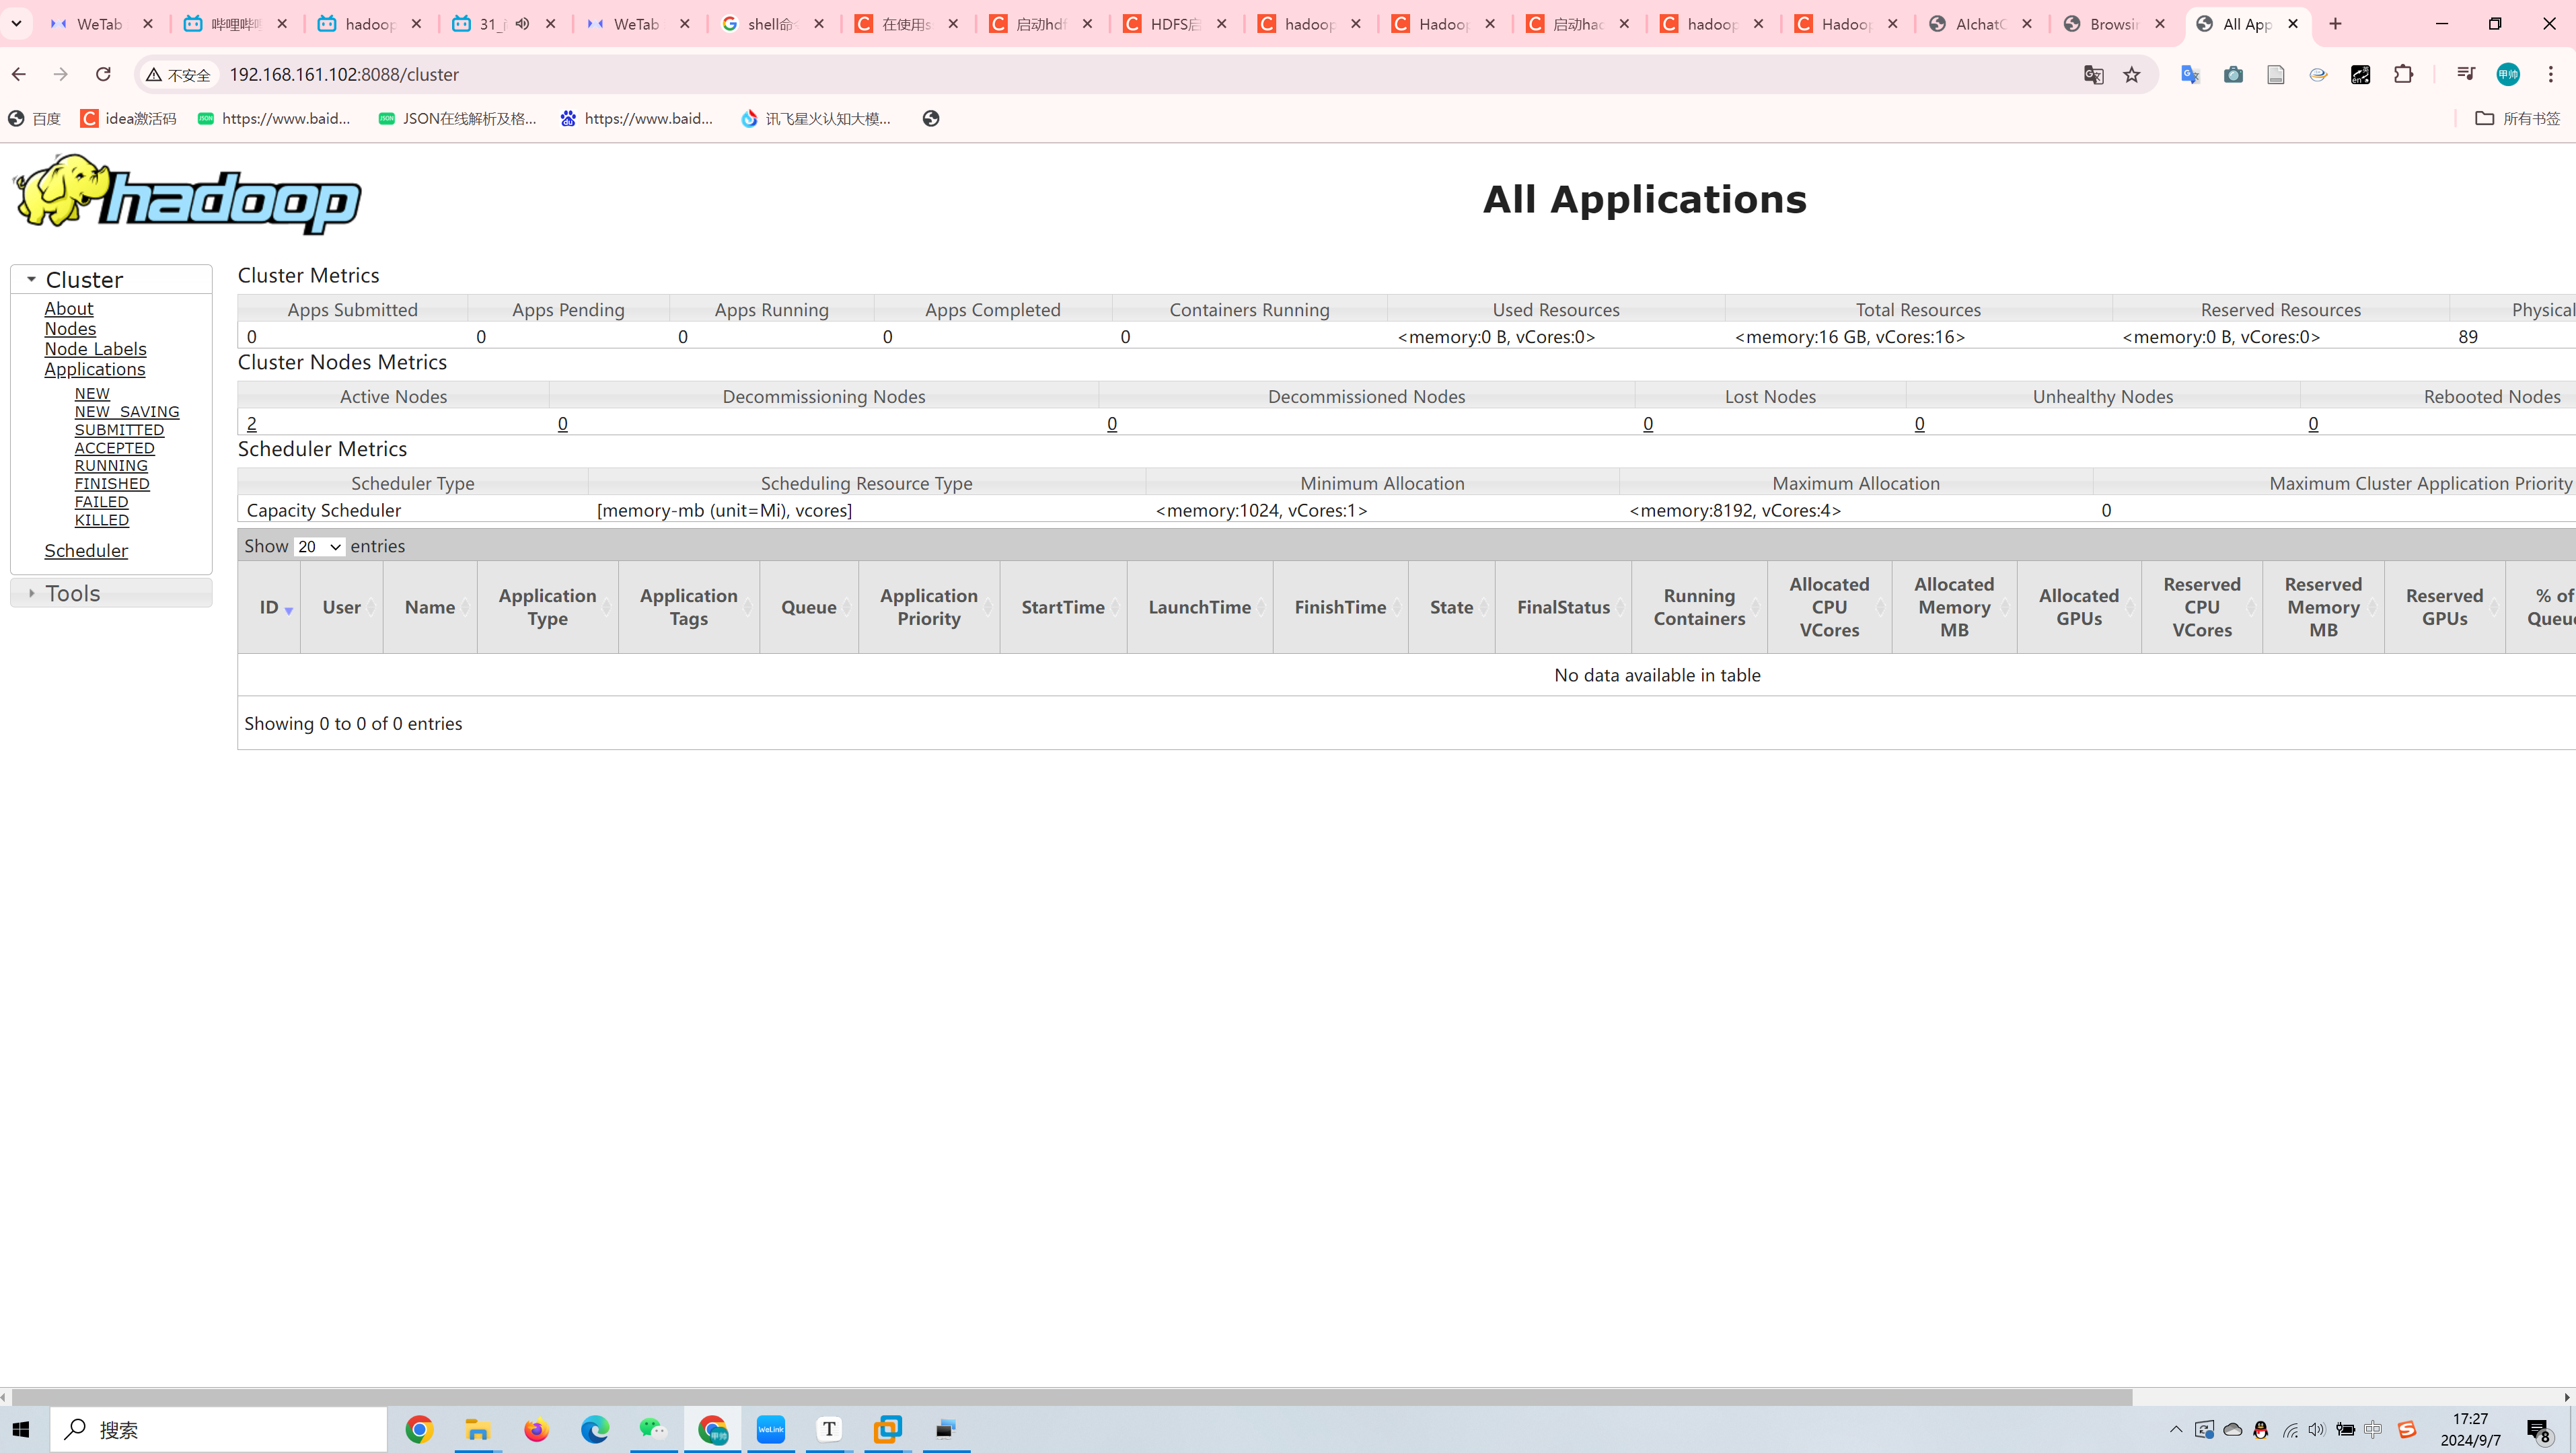 WeTab
哔哩哔哩
hadoop
31_
WeTab
shell命令
在使用s
启动hdf
HDFS启
hadoop
Hadoop
启动had
hadoop
Hadoop
AIchatC
Browsin
All App
不安全
192.168.161.102:8088/cluster
百度
idea激活码
https://www.baid...
JSON在线解析及格...
https://www.baid...
讯飞星火认知大模...
所有书签
hadoop
All Applications
Cluster
About
Nodes
Node Labels
Applications
NEW
NEW_SAVING
SUBMITTED
ACCEPTED
RUNNING
FINISHED
FAILED
KILLED
Scheduler
Tools
Cluster Metrics
Apps Submitted Apps Pending Apps Running Apps Completed Containers Running Used Resources Total Resources Reserved Resources Physical
0 0 0 0 0 <memory:0 B, vCores:0> <memory:16 GB, vCores:16> <memory:0 B, vCores:0> 89
Cluster Nodes Metrics
Active Nodes Decommissioning Nodes Decommissioned Nodes Lost Nodes Unhealthy Nodes Rebooted Nodes
2 0 0 0 0 0
Scheduler Metrics
Scheduler Type Scheduling Resource Type Minimum Allocation Maximum Allocation Maximum Cluster Application Priority
Capacity Scheduler [memory-mb (unit=Mi), vcores] <memory:1024, vCores:1> <memory:8192, vCores:4> 0
Show 20 entries
ID
User
Name
Application
Type
Application
Tags
Queue
Application
Priority
StartTime
LaunchTime
FinishTime
State
FinalStatus
Running
Containers
Allocated
CPU
VCores
Allocated
Memory
MB
Allocated
GPUs
Reserved
CPU
VCores
Reserved
Memory
MB
Reserved
GPUs
% of
Queue
No data available in table
Showing 0 to 0 of 0 entries
搜索
WeLink
T
中
17:27
2024/9/7
8